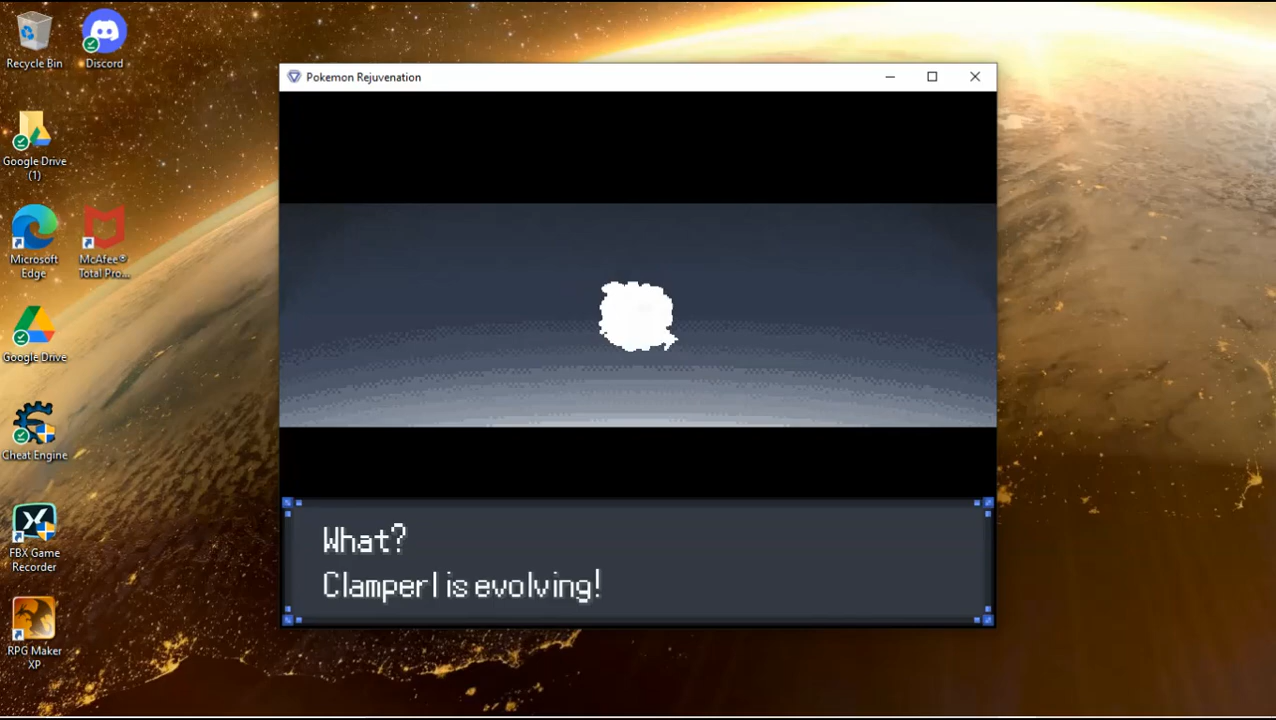 Recycle Bin
Discord
Pokemon Rejuvenation
Google Drive
(1)
Microsoft
Edge
McAfee®
Total Pro...
Google Drive
Cheat Engine
FBX Game
Recorder
RPG Maker
XP
What?
Clamperl is evolving!